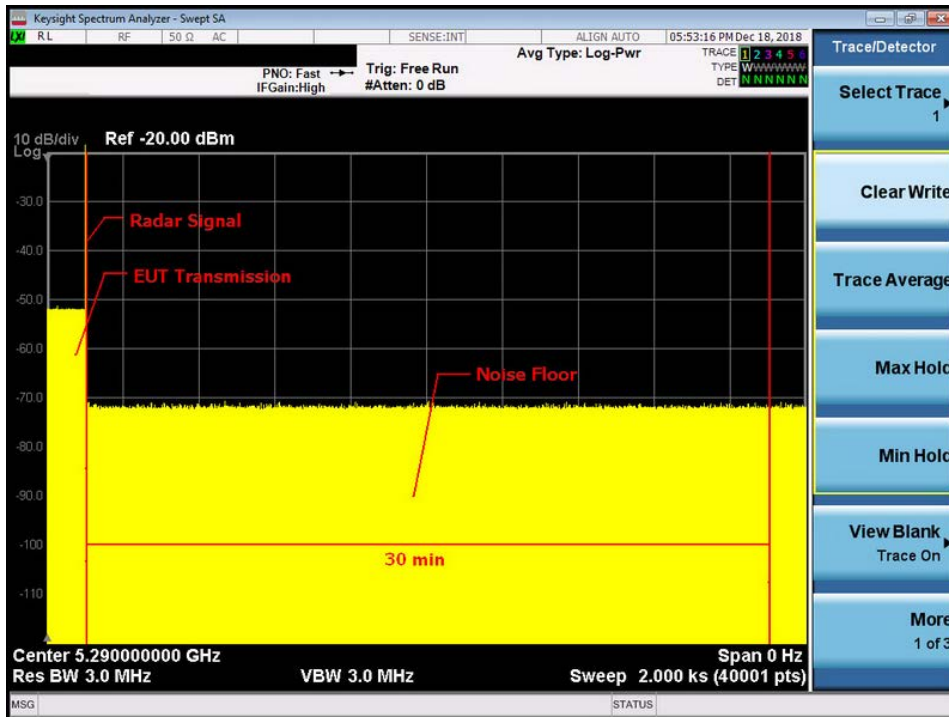 Keysight Spectrum Analyzer - Swept SA
LXI RL RF 50 Ω AC SENSE:INT ALIGN AUTO 05:53:16 PM Dec 18, 2018
Avg Type: Log-Pwr
TRACE 1 2 3 4 5 6
PNO: Fast
Trig: Free Run
TYPE WWWWWW
IFGain:High
#Atten: 0 dB
DET N N N N N N
10 dB/div Ref -20.00 dBm
Log
-30.0
Radar Signal
-40.0
EUT Transmission
-50.0
-60.0
Noise Floor
-70.0
-80.0
-90.0
-100
30 min
-110
Center 5.290000000 GHz Span 0 Hz
Res BW 3.0 MHz VBW 3.0 MHz Sweep 2.000 ks (40001 pts)
MSG STATUS
Trace/Detector
Select Trace
1
Clear Write
Trace Average
Max Hold
Min Hold
View Blank
Trace On
More
1 of 3